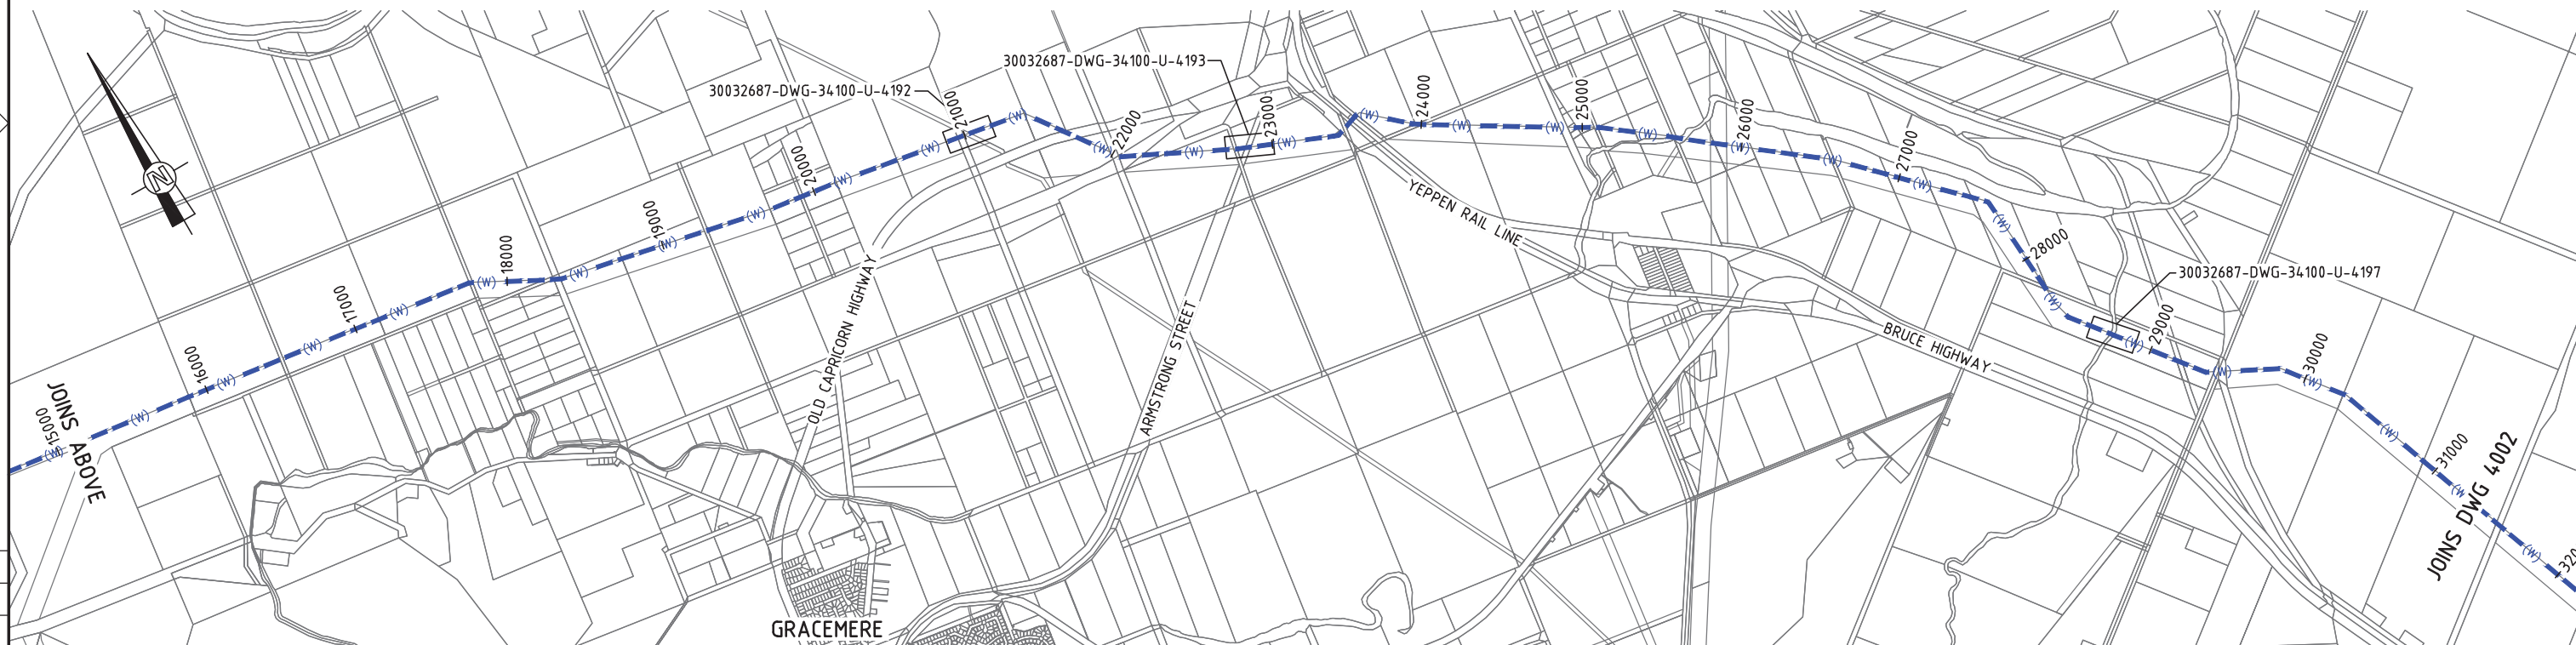 30032687-DWG-34100-U-4193
30032687-DWG-34100-U-4192
N
JOINS ABOVE
15000
16000
17000
18000
19000
20000
21000
22000
23000
24000
25000
26000
27000
28000
29000
30000
31000
(W) (W) (W) (W) (W) (W) (W) (W) (W) (W) (W) (W) (W) (W) (W) (W) (W) (W) (W) (W) (W) (W) (W) (W) (W) (W) (W) (W) (W)
(W
(W)
30032687-DWG-34100-U-4197
OLD CAPRICORN HIGHWAY
ARMSTRONG STREET
YEPPEN RAIL LINE
BRUCE HIGHWAY
JOINS DWG 4002
320
GRACEMERE